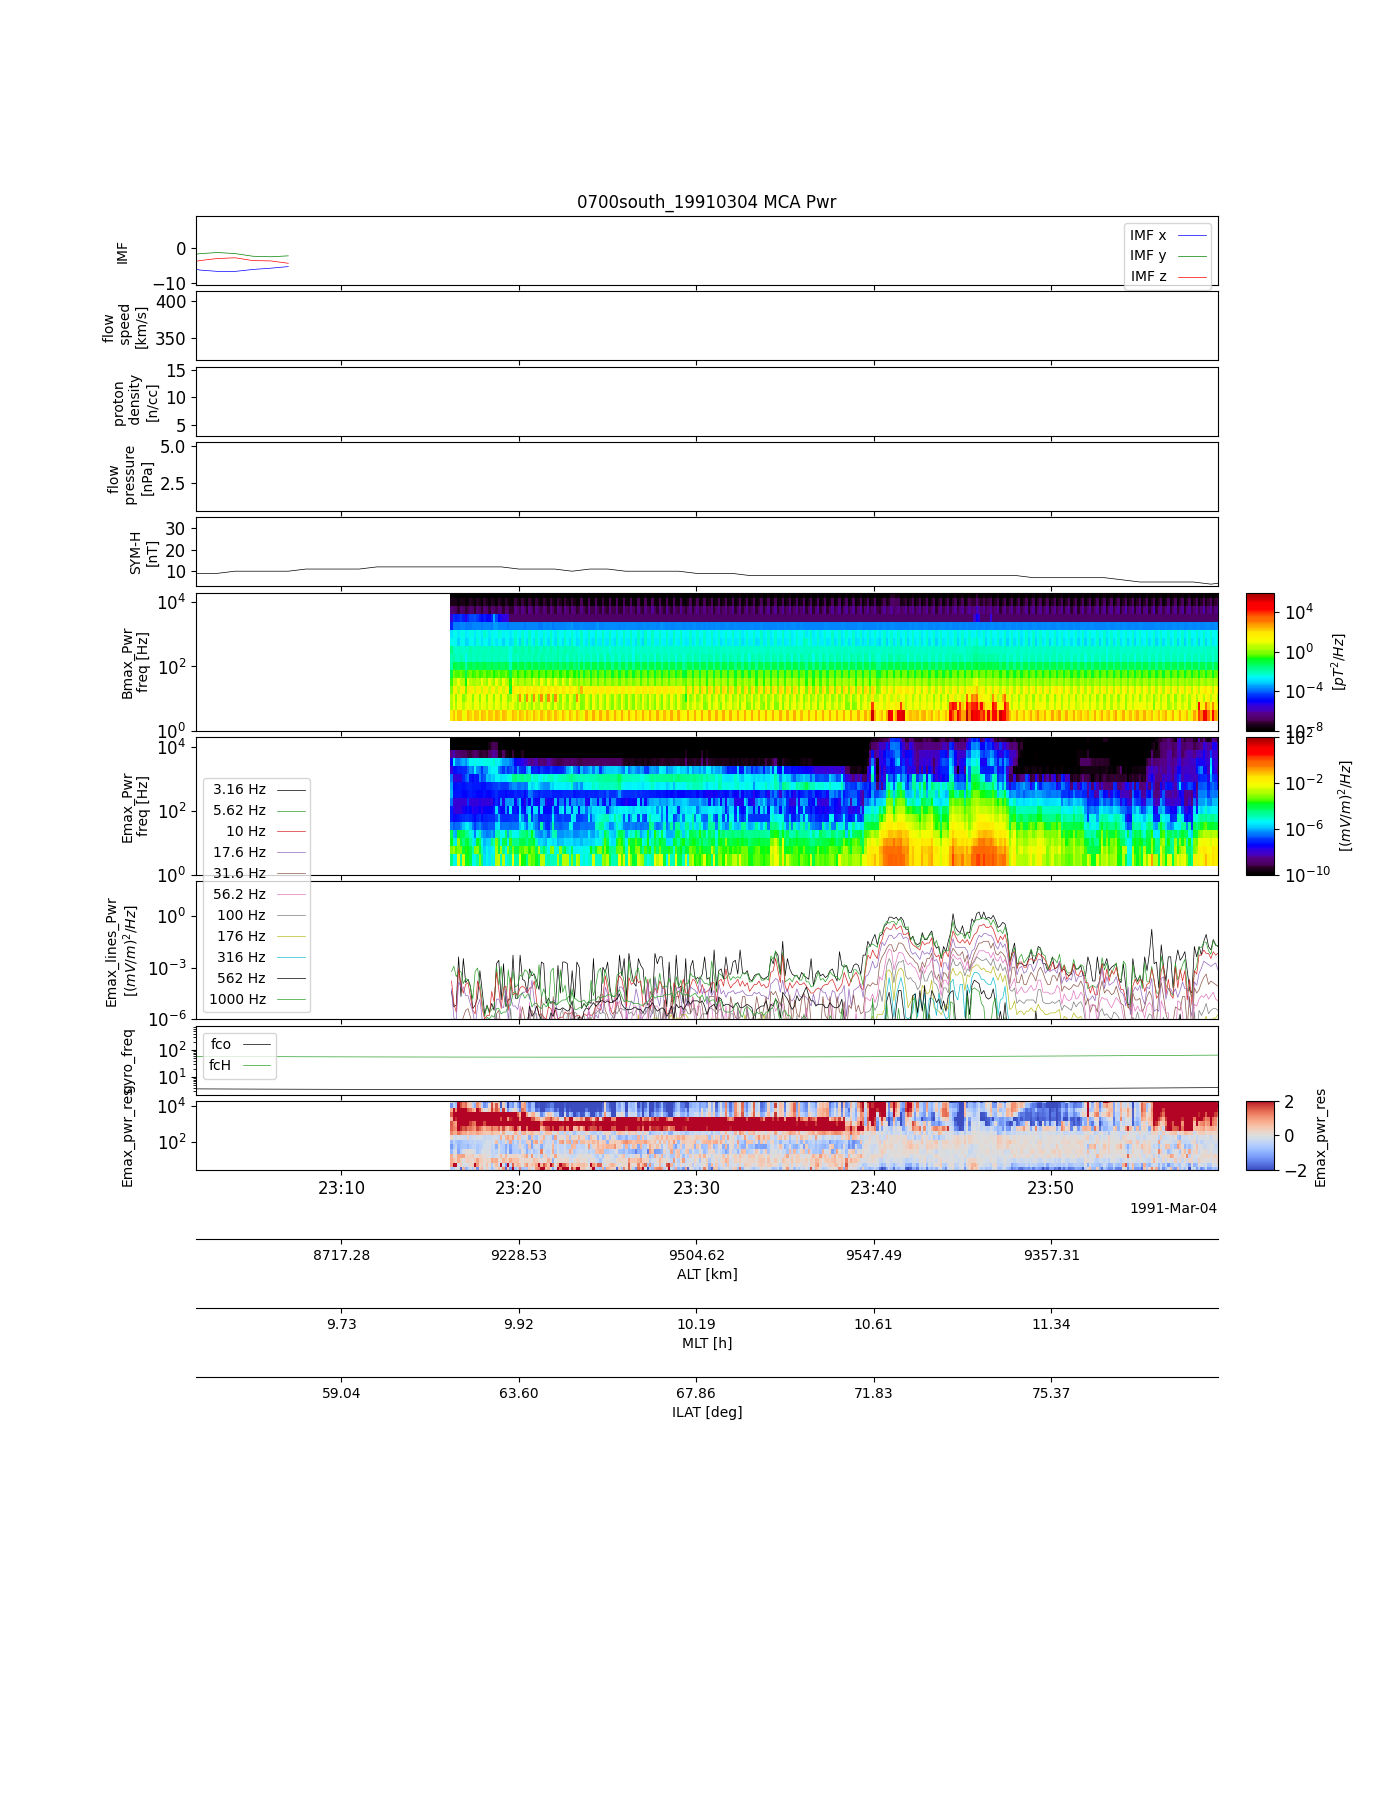 0700south_19910304 MCA Pwr
IMF
0
−10
IMF x
IMF y
IMF z
flow
speed
[km/s]
400
350
proton
density
[n/cc]
15
10
5
flow
pressure
[nPa]
5.0
2.5
SYM-H
[nT]
30
20
10
Bmax_Pwr
freq [Hz]
10^4
10^2
10^0
10^4
10^0
10^−4
10^−8
[pT^2/Hz]
Emax_Pwr
freq [Hz]
10^4
10^2
10^0
10^2
10^−2
10^−6
10^−10
[(mV/m)^2/Hz]
3.16 Hz
5.62 Hz
10 Hz
17.6 Hz
31.6 Hz
56.2 Hz
100 Hz
176 Hz
316 Hz
562 Hz
1000 Hz
Emax_lines_Pwr
[(mV/m)^2/Hz]
10^0
10^−3
10^−6
gyro_freq
10^2
10^1
fco
fcH
Emax_pwr_res
10^4
10^2
2
0
−2
Emax_pwr_res
23:10 23:20 23:30 23:40 23:50
1991-Mar-04
8717.28 9228.53 9504.62 9547.49 9357.31
ALT [km]
9.73 9.92 10.19 10.61 11.34
MLT [h]
59.04 63.60 67.86 71.83 75.37
ILAT [deg]